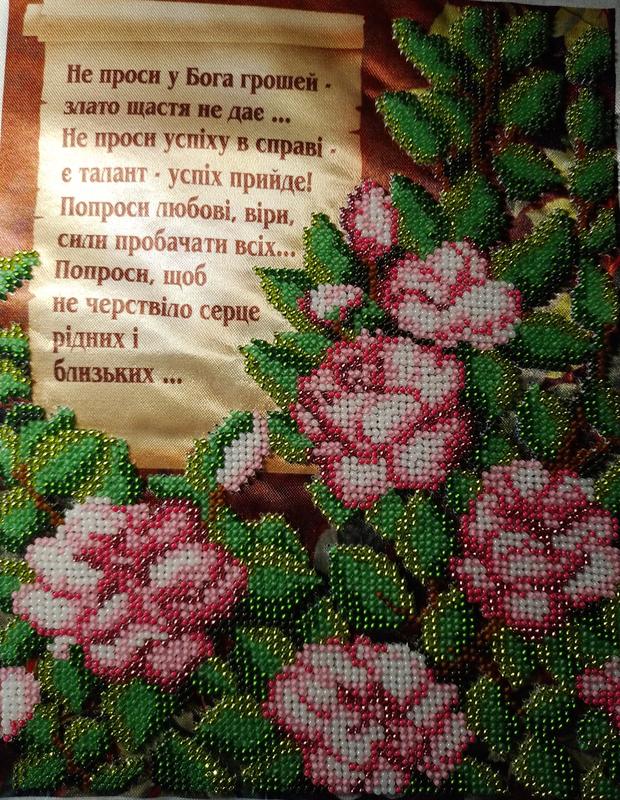 Не проси у Бога грошей -
злато щастя не дає ...
Не проси успіху в справі -
є талант - успіх прийде!
Попроси любові, віри,
сили пробачати всіх...
Попроси, щоб
не черствіло серце
рідних і
близьких ...